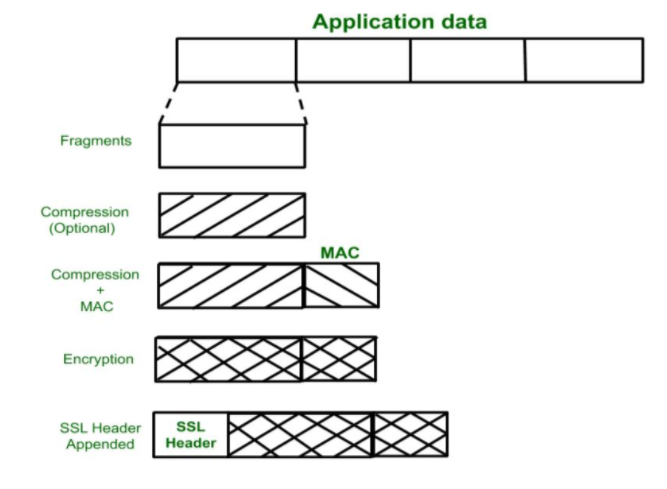 Application data
Fragments
Compression
(Optional)
MAC
Compression
+
MAC
Encryption
SSL Header
Appended
SSL
Header